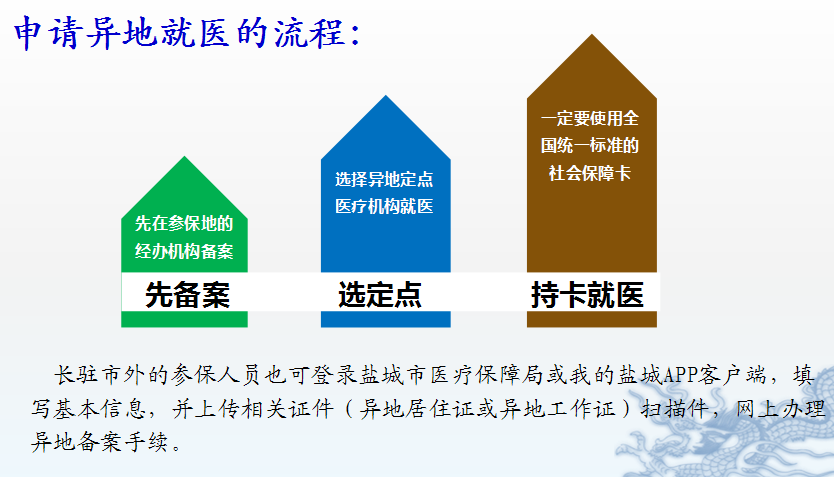 申请异地就医的流程：
先在参保地的
经办机构备案
先备案
选择异地定点
医疗机构就医
选定点
一定要使用全
国统一标准的
社会保障卡
持卡就医
长驻市外的参保人员也可登录盐城市医疗保障局或我的盐城APP客户端，填
写基本信息，并上传相关证件（异地居住证或异地工作证）扫描件，网上办理
异地备案手续。